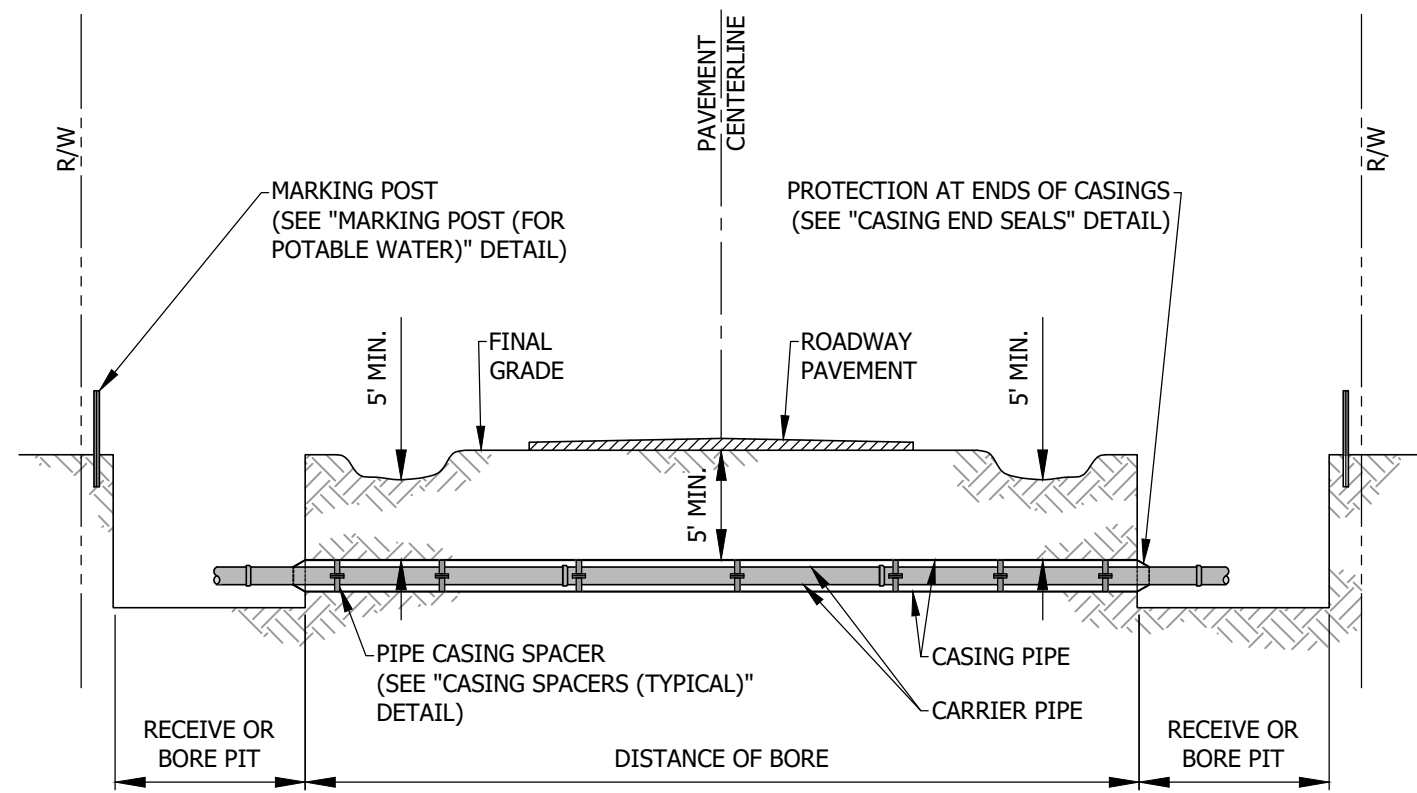 R/W
PAVEMENT
CENTERLINE
R/W
MARKING POST
(SEE "MARKING POST (FOR
POTABLE WATER)" DETAIL)
PROTECTION AT ENDS OF CASINGS
(SEE "CASING END SEALS" DETAIL)
5' MIN.
FINAL
GRADE
ROADWAY
PAVEMENT
5' MIN.
5' MIN.
PIPE CASING SPACER
(SEE "CASING SPACERS (TYPICAL)"
DETAIL)
CASING PIPE
CARRIER PIPE
RECEIVE OR
BORE PIT
DISTANCE OF BORE
RECEIVE OR
BORE PIT